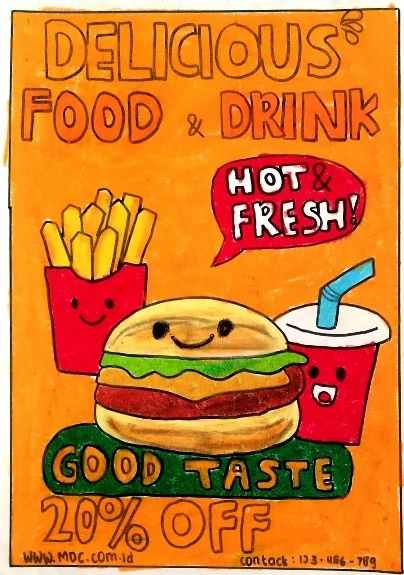 DELICIOUS
FOOD & DRINK
HOT &
FRESH!
GOOD TASTE
20% OFF
www.MDC.com.id
contact : 123-456-789